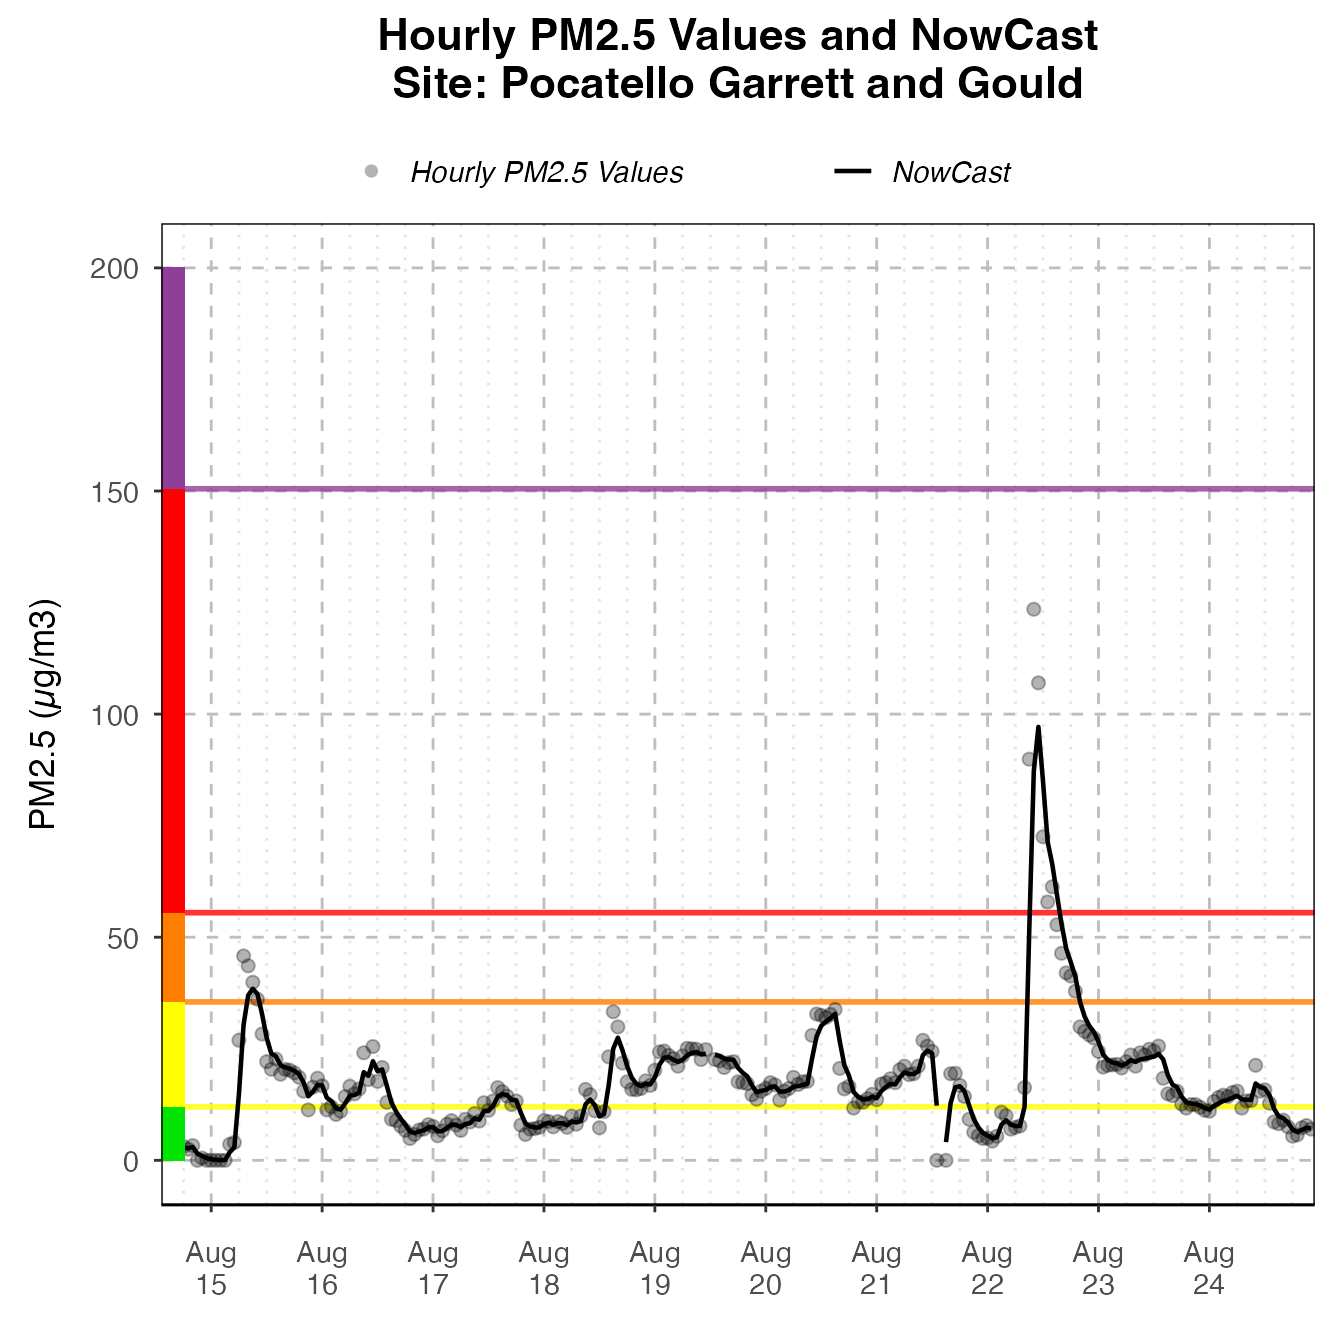 Hourly PM2.5 Values and NowCast
Site: Pocatello Garrett and Gould
Hourly PM2.5 Values
NowCast
PM2.5 (μg/m3)
200
150
100
50
0
Aug 15
Aug 16
Aug 17
Aug 18
Aug 19
Aug 20
Aug 21
Aug 22
Aug 23
Aug 24